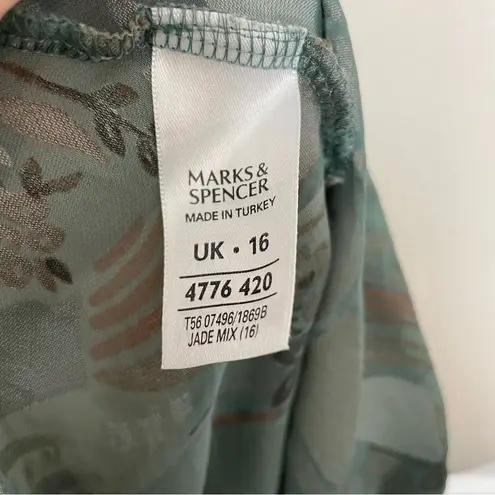 MARKS &
SPENCER
MADE IN TURKEY
UK • 16
4776 420
T56 07496/1869B
JADE MIX (16)